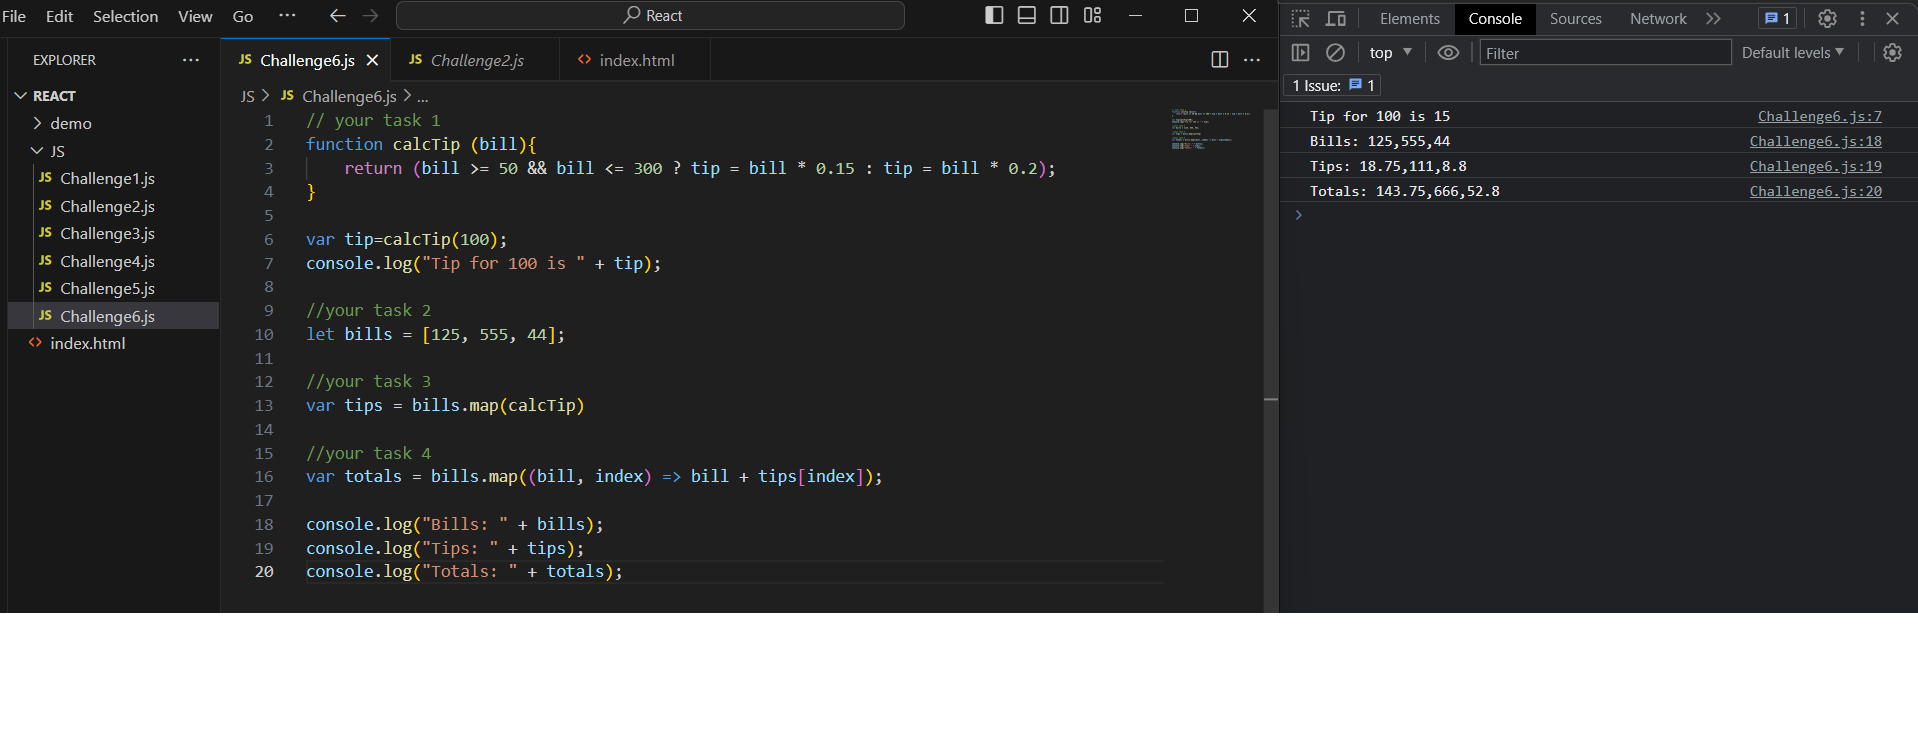 File Edit Selection View Go ··· React
EXPLORER ···
REACT
demo
JS
JS Challenge1.js
JS Challenge2.js
JS Challenge3.js
JS Challenge4.js
JS Challenge5.js
JS Challenge6.js
index.html
JS Challenge6.js JS Challenge2.js <> index.html
JS > JS Challenge6.js > ...
1 // your task 1
2 function calcTip (bill){
3 return (bill >= 50 && bill <= 300 ? tip = bill * 0.15 : tip = bill * 0.2);
4 }
5
6 var tip=calcTip(100);
7 console.log("Tip for 100 is " + tip);
8
9 //your task 2
10 let bills = [125, 555, 44];
11
12 //your task 3
13 var tips = bills.map(calcTip)
14
15 //your task 4
16 var totals = bills.map((bill, index) => bill + tips[index]);
17
18 console.log("Bills: " + bills);
19 console.log("Tips: " + tips);
20 console.log("Totals: " + totals);
Elements Console Sources Network >> 1
top Filter Default levels
1 Issue: 1
Tip for 100 is 15 Challenge6.js:7
Bills: 125,555,44 Challenge6.js:18
Tips: 18.75,111,8.8 Challenge6.js:19
Totals: 143.75,666,52.8 Challenge6.js:20
>